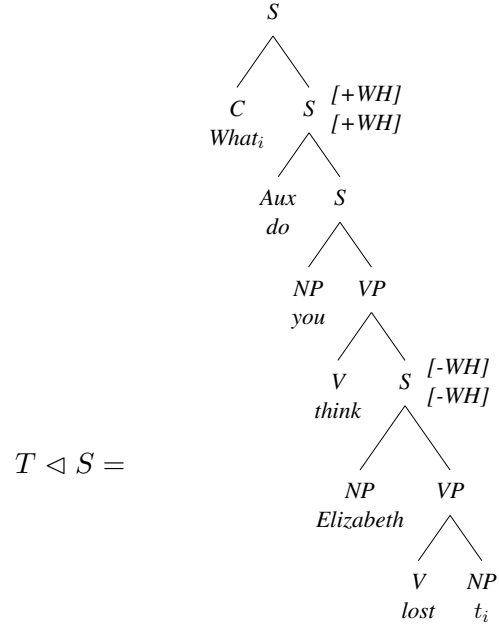 S
C S [+WH]
What_i [+WH]
Aux S
do
NP VP
you
V S [-WH]
think [-WH]
T ◁ S =
NP VP
Elizabeth
V NP
lost t_i